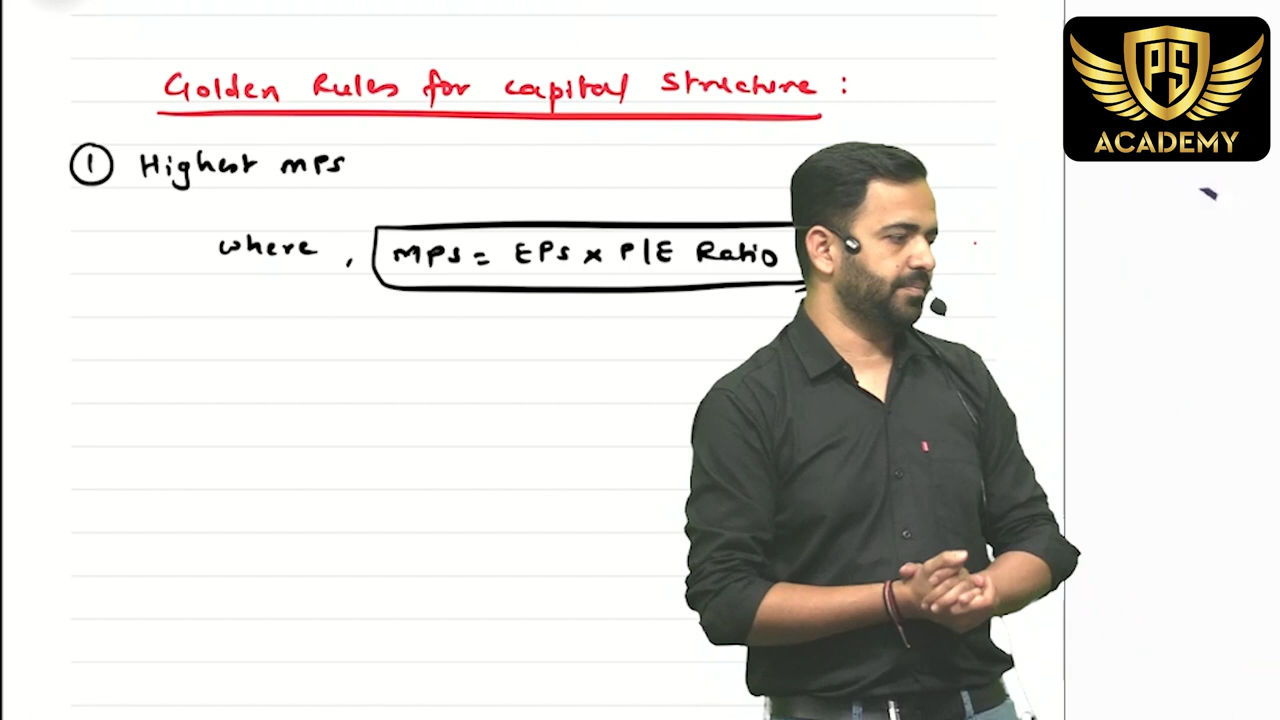 Golden Rules for capital Structure :
① Highest MPS
where , MPS = EPS x P/E Ratio
PS
ACADEMY